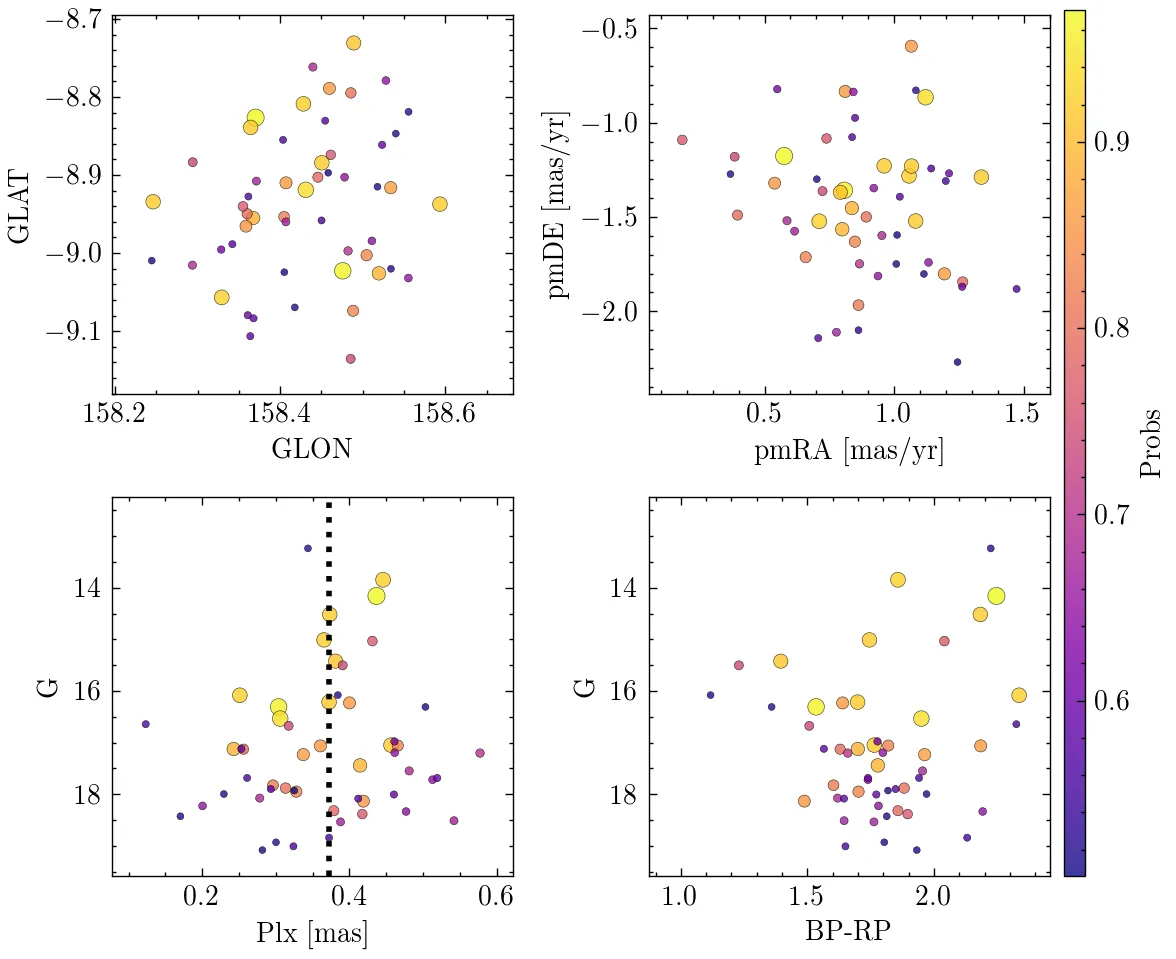 −8.7
−8.8
−8.9
−9.0
−9.1
GLAT
158.2 158.4 158.6
GLON
−0.5
−1.0
−1.5
−2.0
pmDE [mas/yr]
0.5 1.0 1.5
pmRA [mas/yr]
14
16
18
G
0.2 0.4 0.6
Plx [mas]
14
16
18
G
1.0 1.5 2.0
BP-RP
0.9
0.8
0.7
0.6
Probs